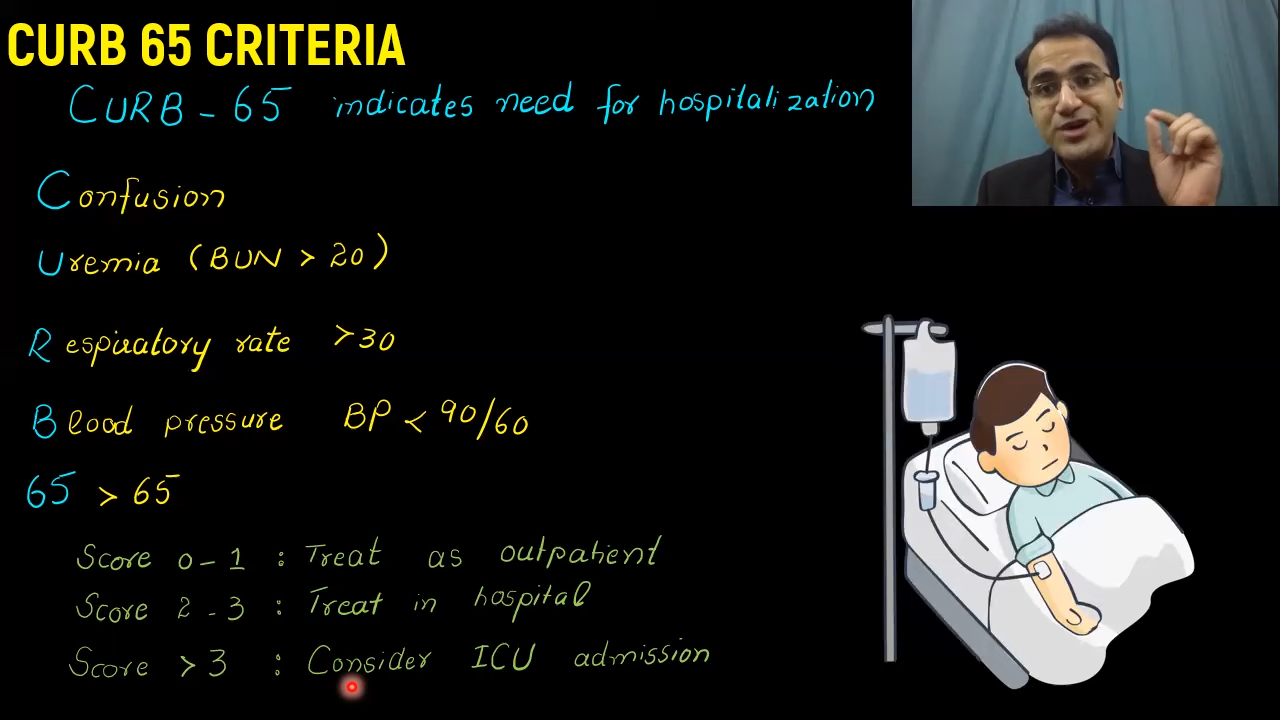 CURB 65 CRITERIA
CURB - 65 indicates need for hospitalization
Confusion
Uremia (BUN > 20)
Respiratory rate >30
Blood pressure BP < 90/60
65 > 65
Score 0-1 : Treat as outpatient
Score 2-3 : Treat in hospital
Score >3 : Consider ICU admission